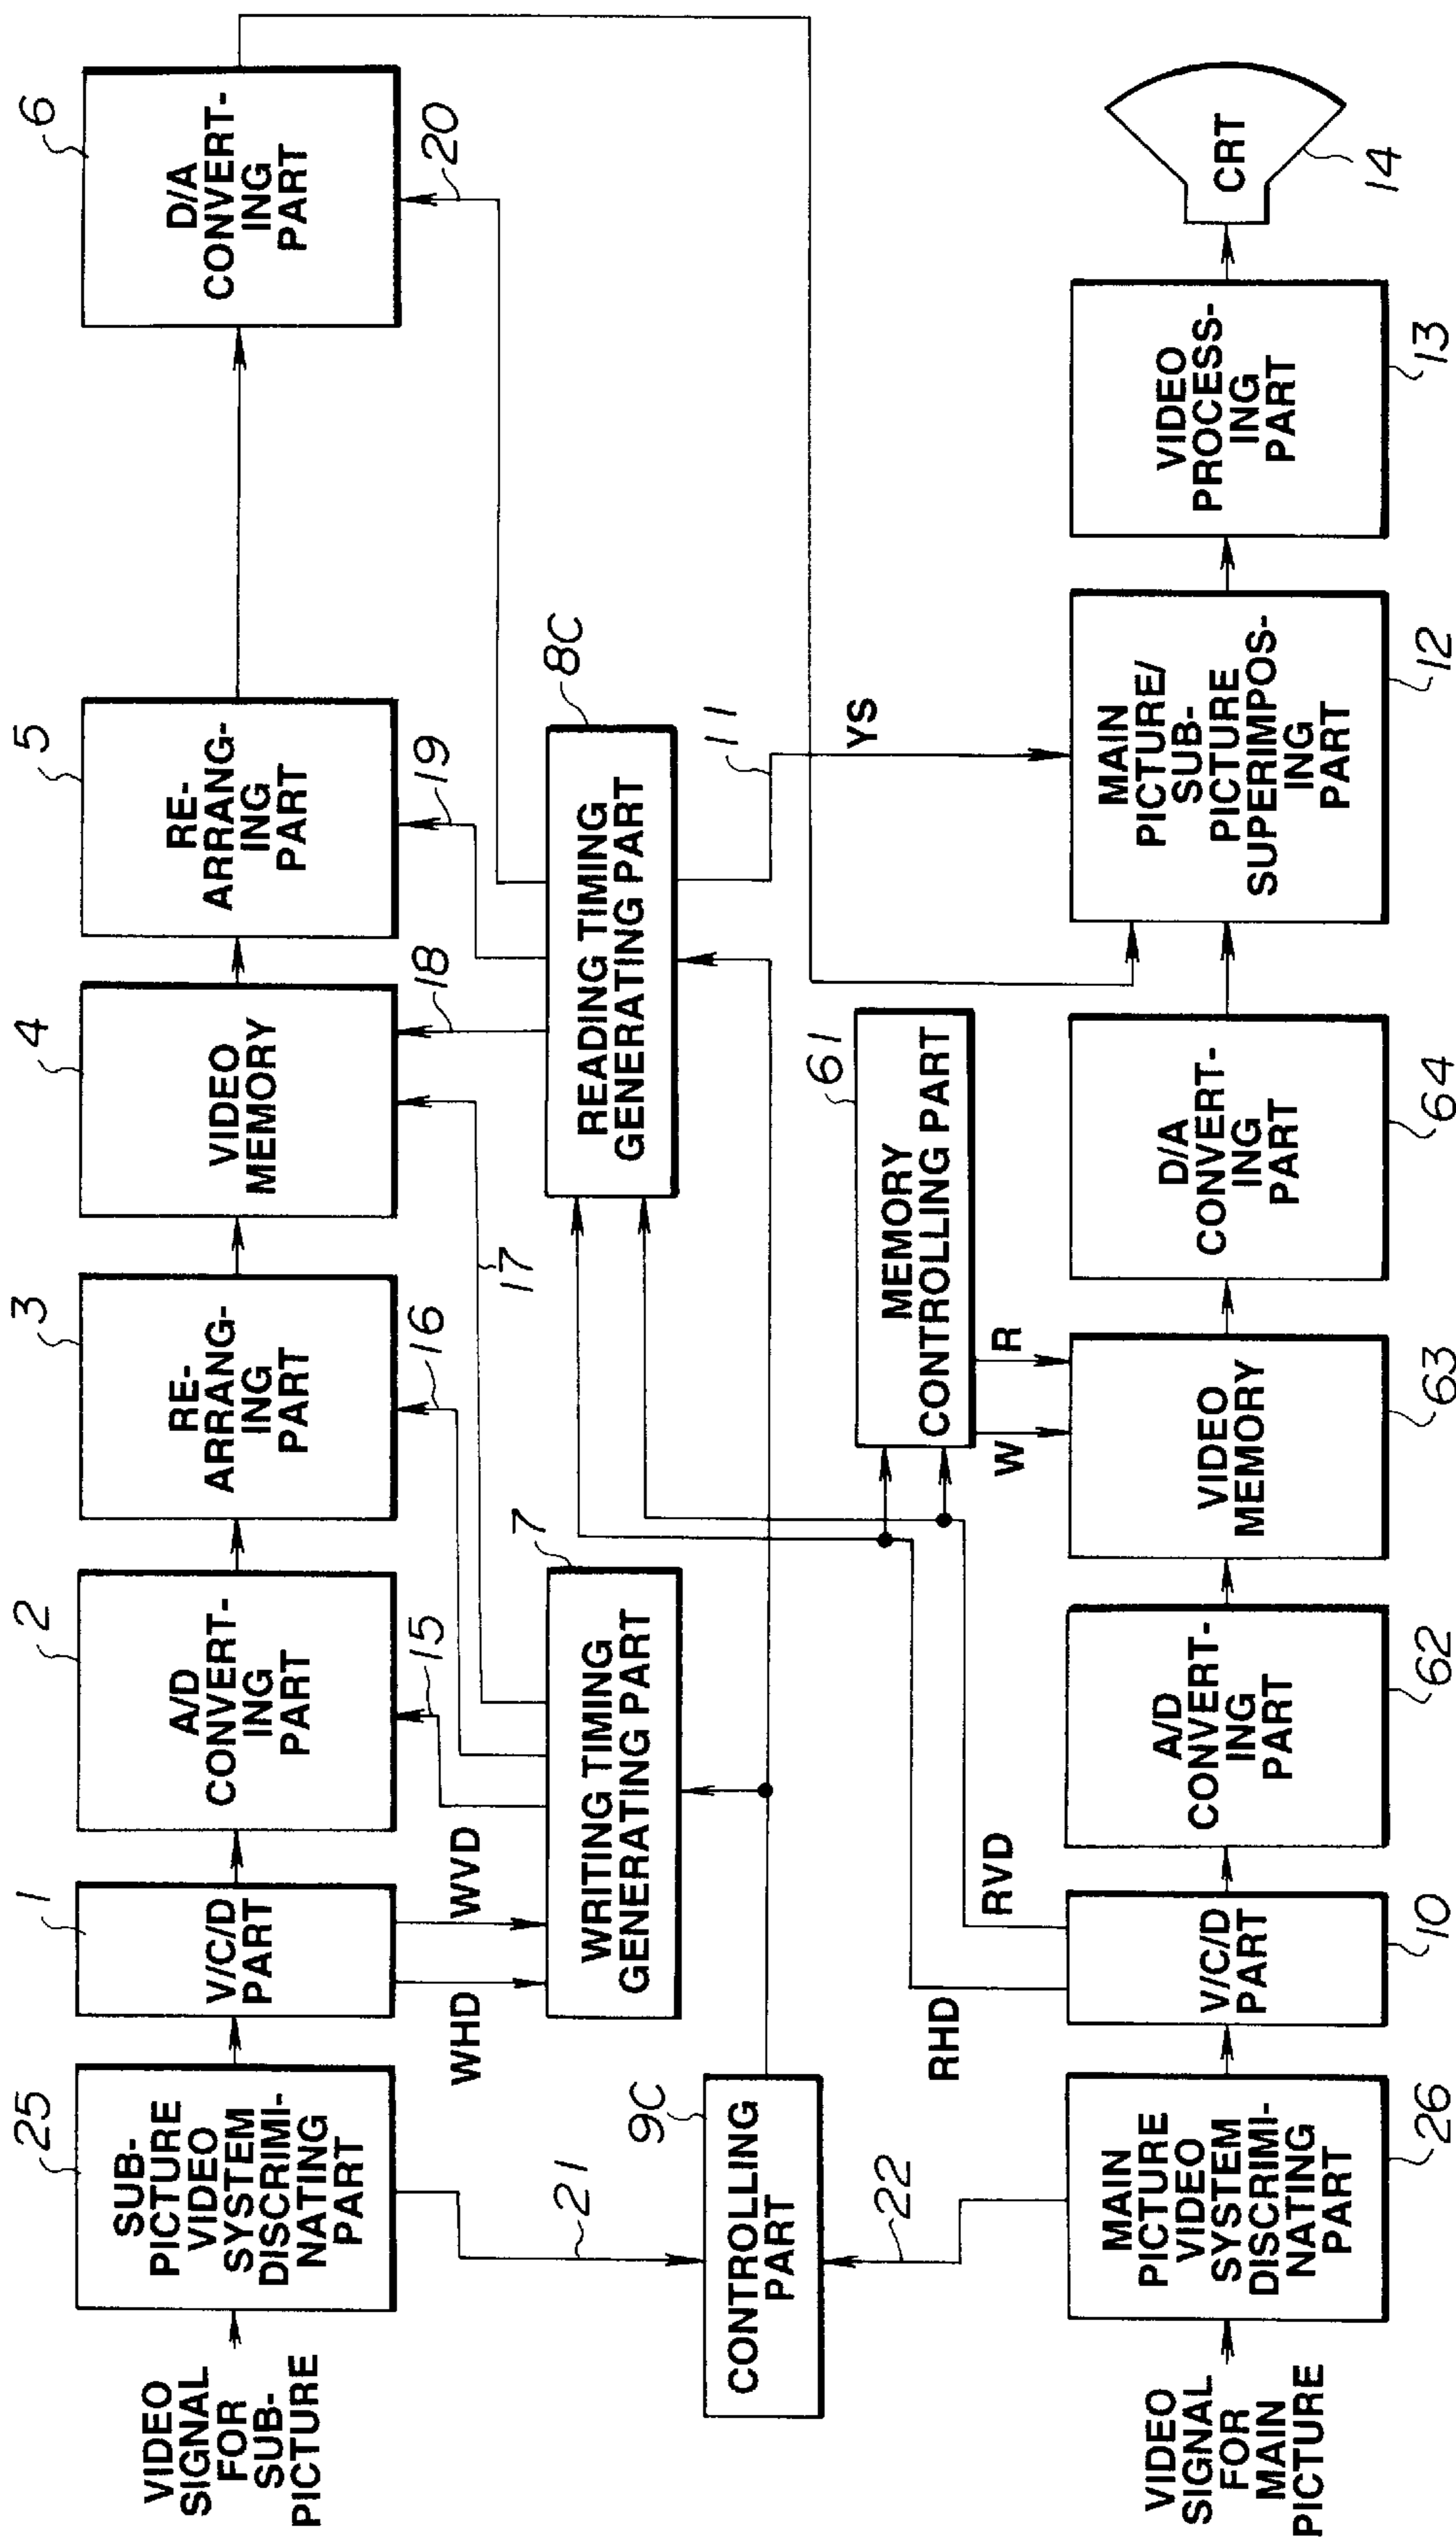 VIDEO
SIGNAL
FOR
SUB-
PICTURE
25
SUB-
PICTURE
VIDEO
SYSTEM
DISCRIMI-
NATING
PART
1
V/C/D
PART
2
A/D
CONVERT-
ING
PART
3
RE-
ARRANG-
ING
PART
4
VIDEO
MEMORY
5
RE-
ARRANG-
ING
PART
6
D/A
CONVERT-
ING
PART
WHD
WVD
15
16
17
18
19
20
21
7
WRITING TIMING
GENERATING PART
8C
READING TIMING
GENERATING PART
9C
CONTROLLING
PART
11
YS
22
RHD
RVD
61
MEMORY
CONTROLLING PART
W
R
VIDEO
SIGNAL
FOR
MAIN
PICTURE
MAIN
PICTURE
VIDEO
SYSTEM
DISCRIMI-
NATING
PART
26
V/C/D
PART
10
A/D
CONVERT-
ING
PART
62
VIDEO
MEMORY
63
D/A
CONVERT-
ING
PART
64
MAIN
PICTURE/
SUB-
PICTURE
SUPERIMPOS-
ING
PART
12
VIDEO
PROCESS-
ING
PART
13
CRT
14